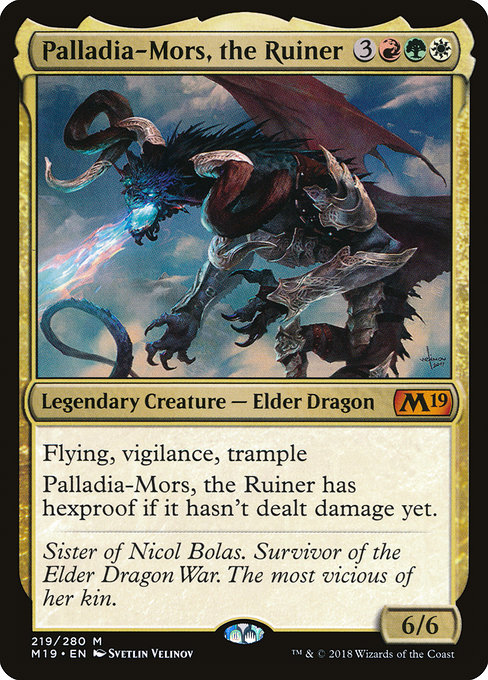 Palladia-Mors, the Ruiner 3
Legendary Creature — Elder Dragon M19
Flying, vigilance, trample
Palladia-Mors, the Ruiner has
hexproof if it hasn't dealt damage yet.
Sister of Nicol Bolas. Survivor of the
Elder Dragon War. The most vicious of
her kin.
6/6
219/280 M
M19 • EN Svetlin Velinov ™ & © 2018 Wizards of the Coast